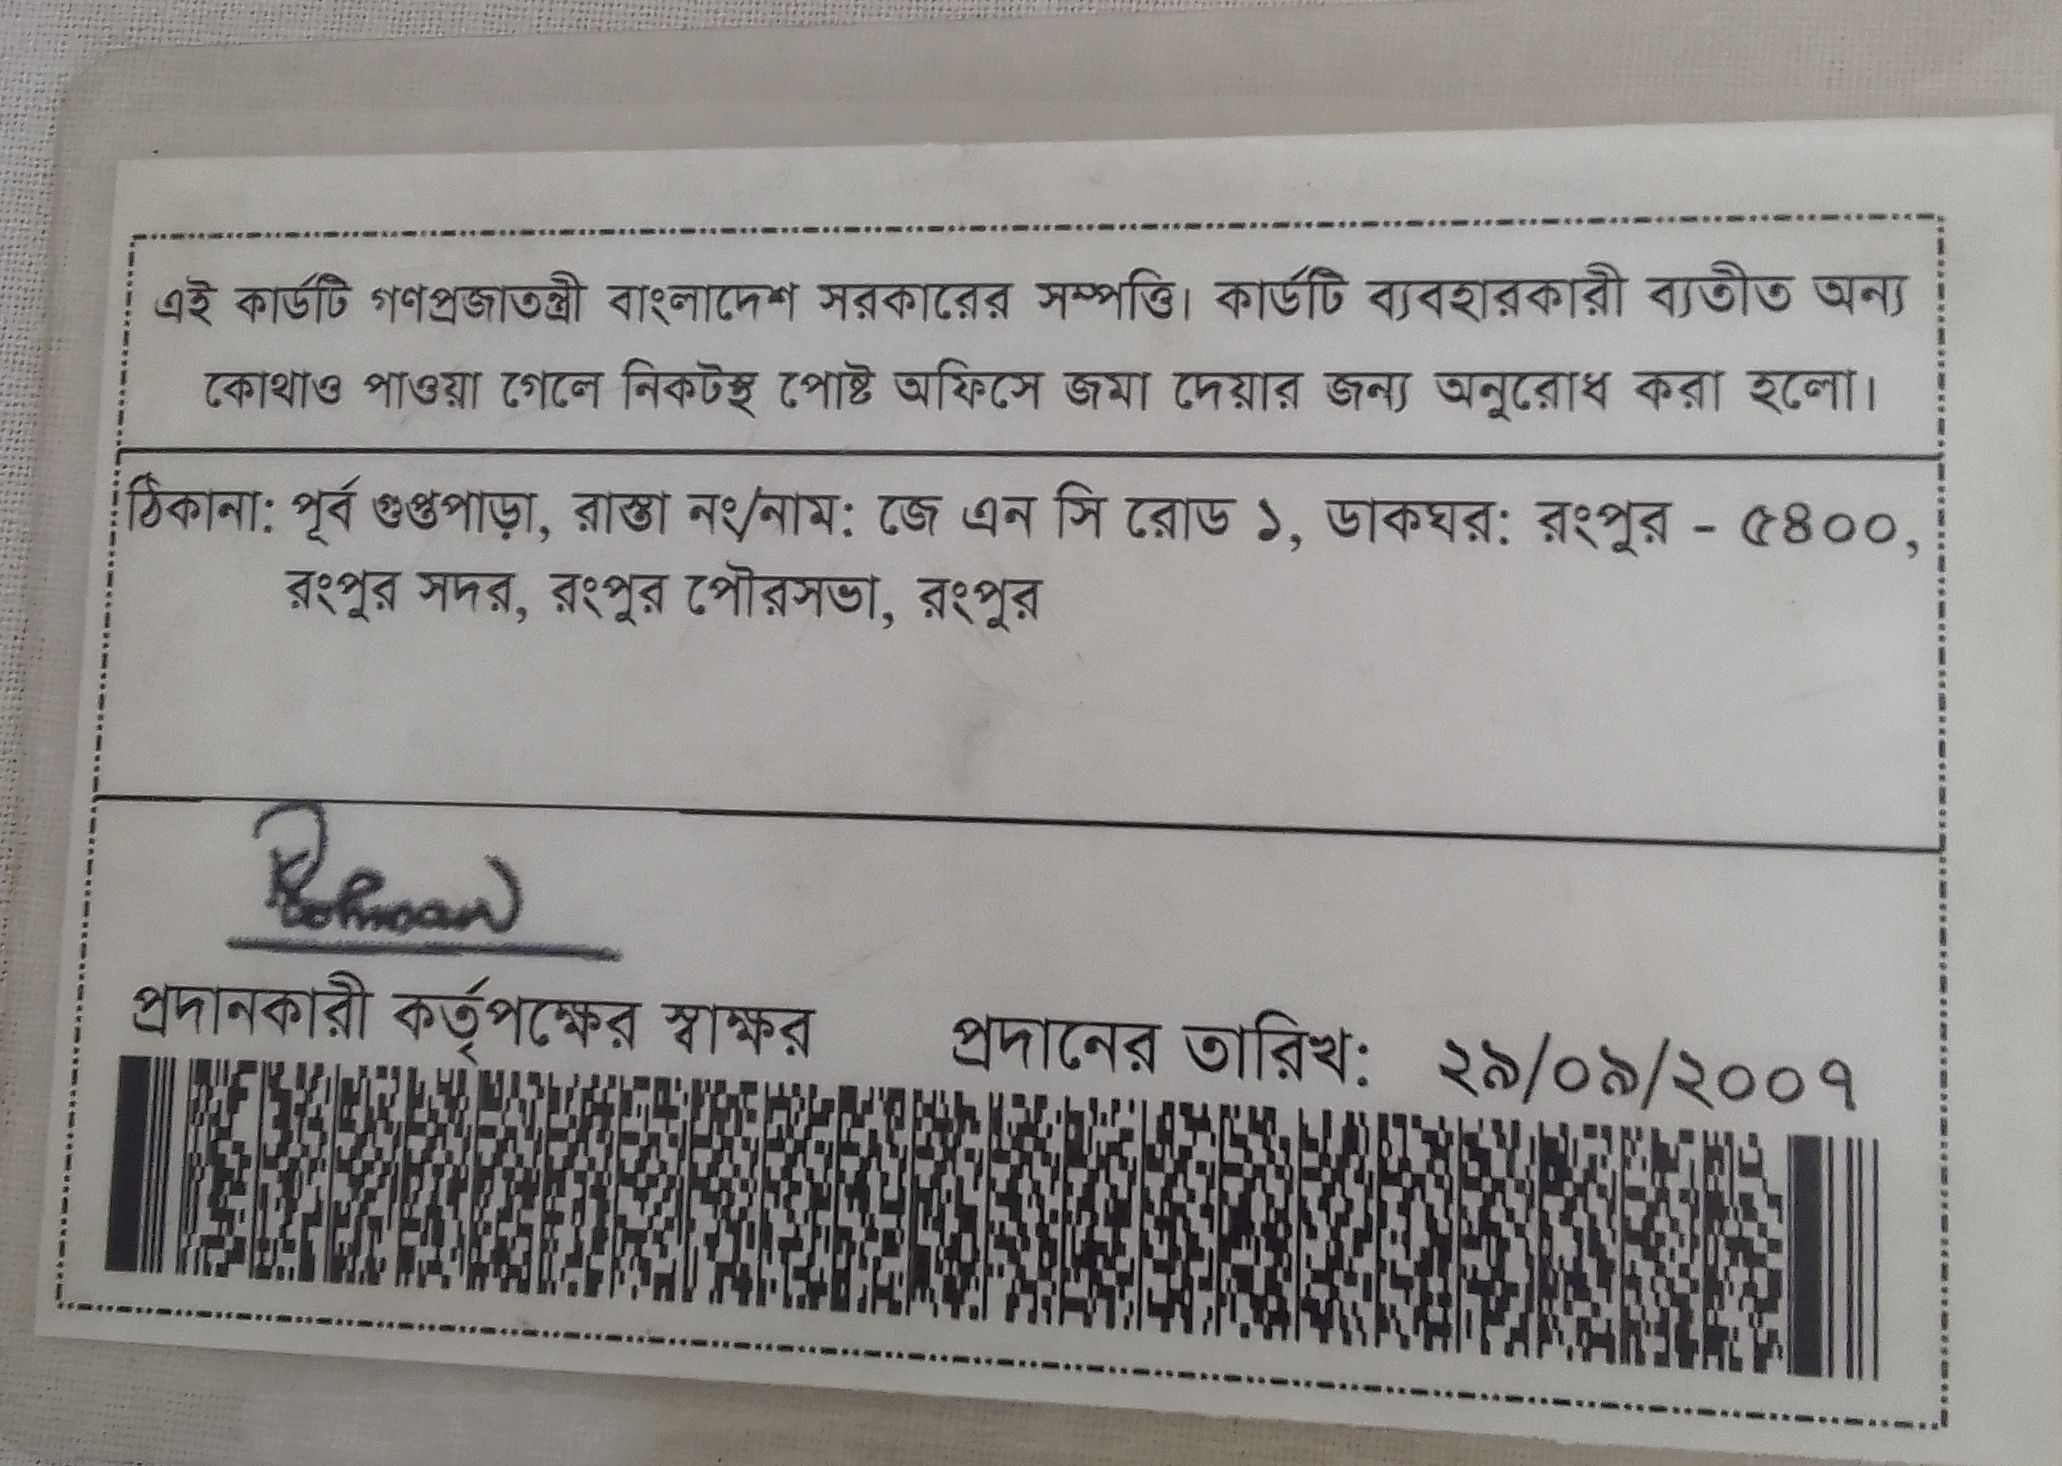 এই কার্ডটি গণপ্রজাতন্ত্রী বাংলাদেশ সরকারের সম্পত্তি। কার্ডটি ব্যবহারকারী ব্যতীত অন্য
কোথাও পাওয়া গেলে নিকটস্থ পোষ্ট অফিসে জমা দেয়ার জন্য অনুরোধ করা হলো।
ঠিকানা: পূর্ব গুপ্তপাড়া, রাস্তা নং/নাম: জে এন সি রোড ১, ডাকঘর: রংপুর - ৫৪০০,
রংপুর সদর, রংপুর পৌরসভা, রংপুর
Rohman
প্রদানকারী কর্তৃপক্ষের স্বাক্ষর প্রদানের তারিখ: ২৯/০৯/২০০৭